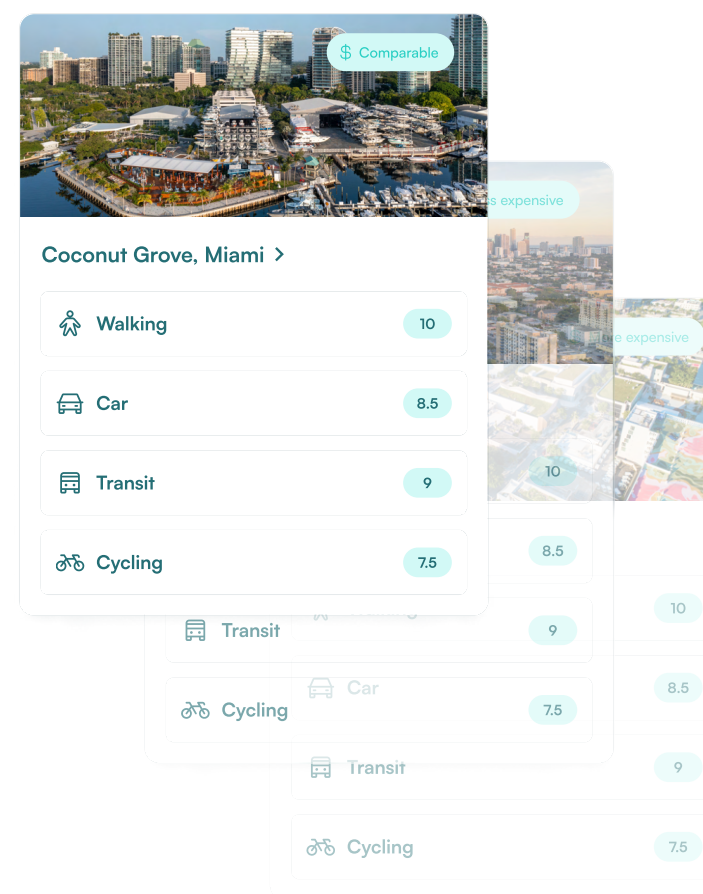 $ Comparable
Coconut Grove, Miami >
Walking 10
Car 8.5
Transit 9
Cycling 7.5
expensive
10
8.5
Transit 9
Cycling 7.5
expensive
10
Car 8.5
Transit 9
Cycling 7.5